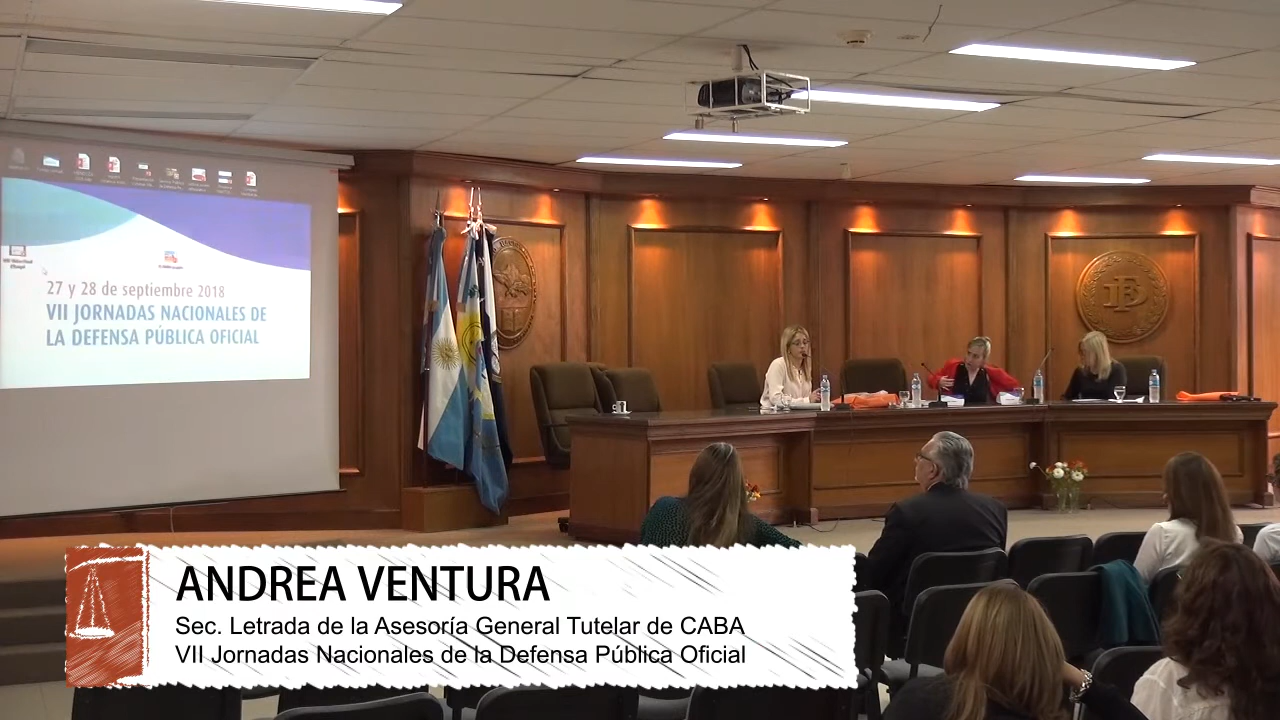 27 y 28 de septiembre 2018
VII JORNADAS NACIONALES DE
LA DEFENSA PÚBLICA OFICIAL
ANDREA VENTURA
Sec. Letrada de la Asesoría General Tutelar de CABA
VII Jornadas Nacionales de la Defensa Pública Oficial